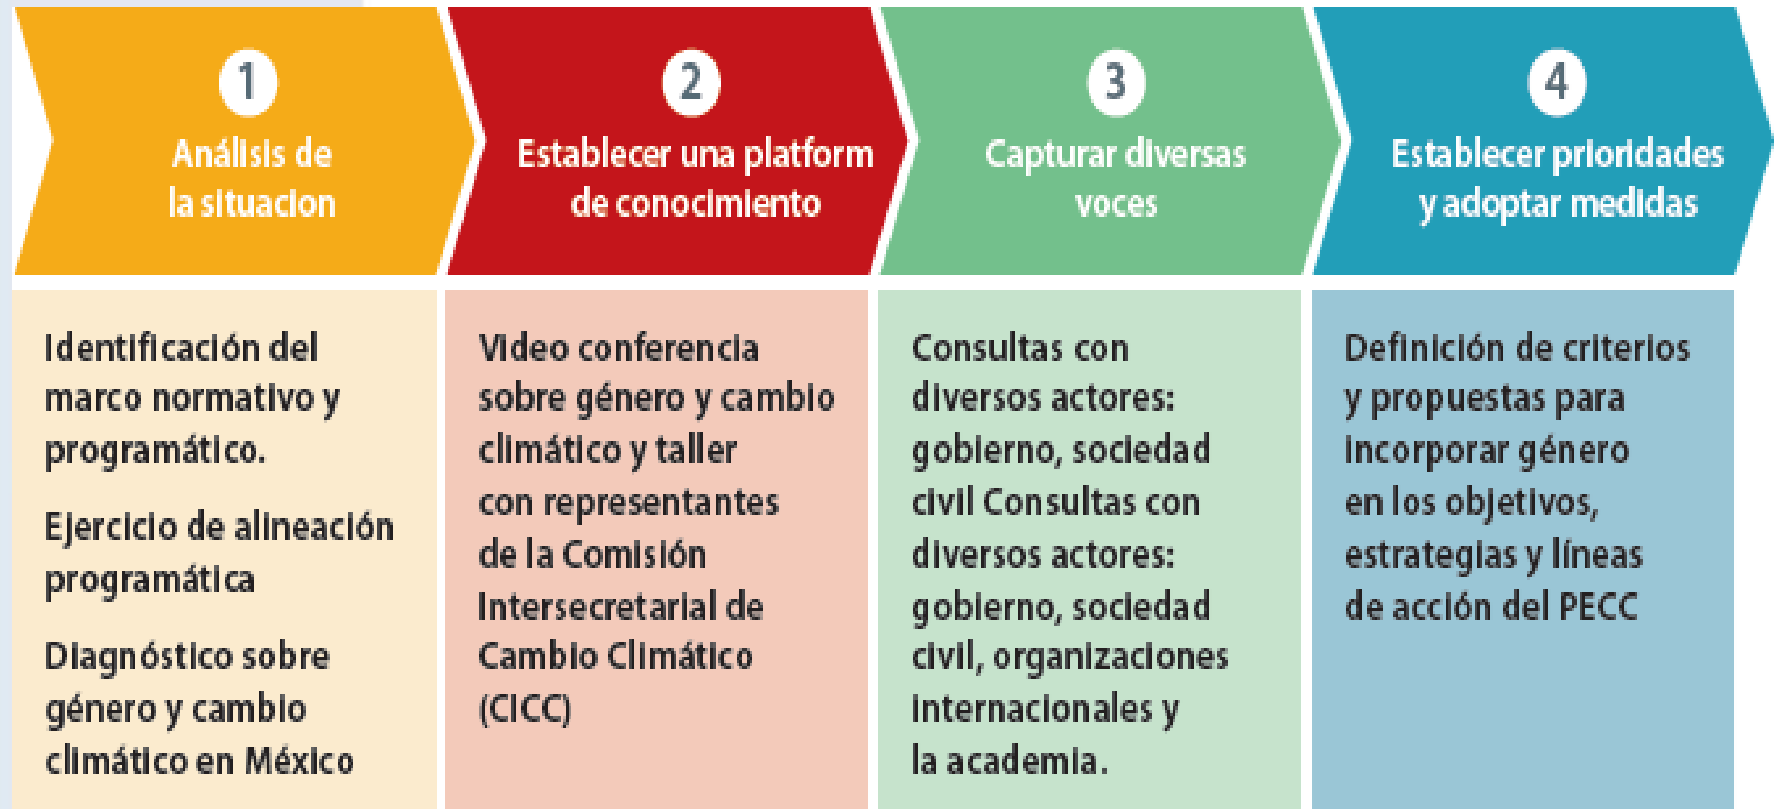 1
Análisis de
la situacion
2
Establecer una platform
de conocimiento
3
Capturar diversas
voces
4
Establecer prioridades
y adoptar medidas
Identificación del
marco normativo y
programático.
Ejercicio de alineación
programática
Diagnóstico sobre
género y cambio
climático en México
Video conferencia
sobre género y cambio
climático y taller
con representantes
de la Comisión
Intersecretarial de
Cambio Climático
(CICC)
Consultas con
diversos actores:
gobierno, sociedad
civil Consultas con
diversos actores:
gobierno, sociedad
civil, organizaciones
internacionales y
la academia.
Definición de criterios
y propuestas para
incorporar género
en los objetivos,
estrategias y líneas
de acción del PECC